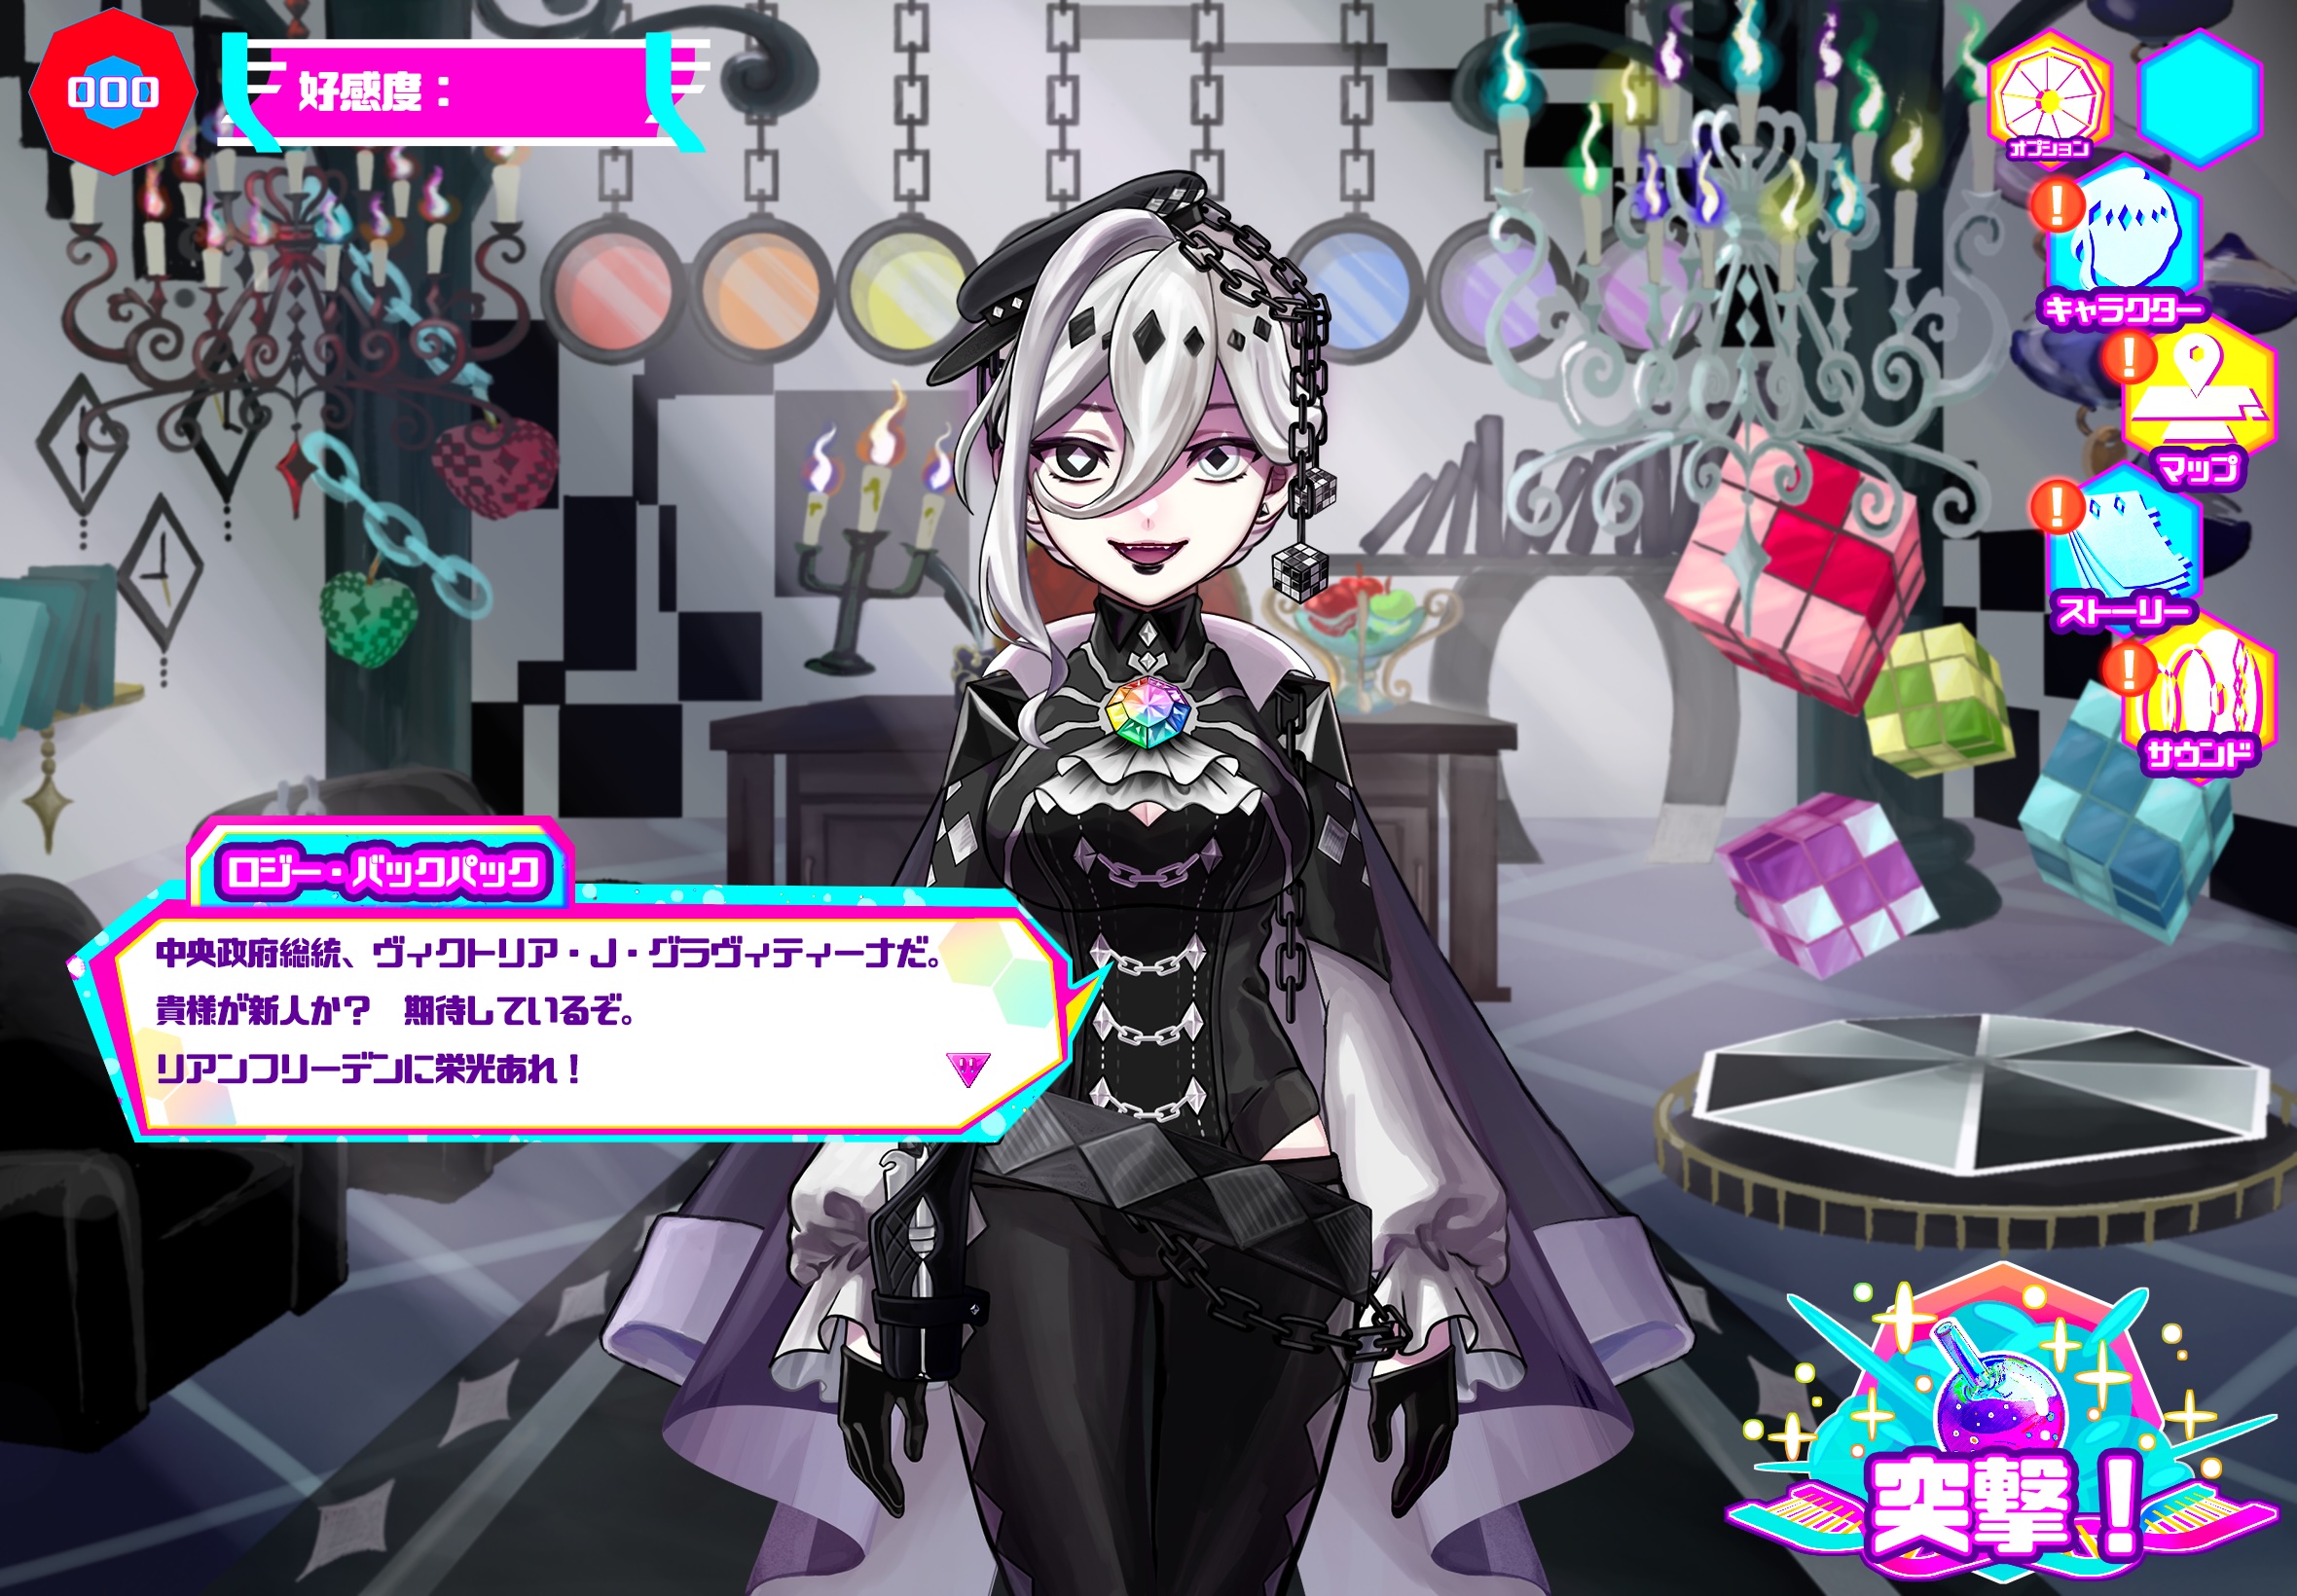 000
好感度：
オプション
キャラクター
マップ
ストーリー
サウンド
ロジー・バックパック
中央政府総統、ヴィクトリア・J・グラヴィティーナだ。
貴様が新人か？　期待しているぞ。
リアンフリーデンに栄光あれ！
突撃！